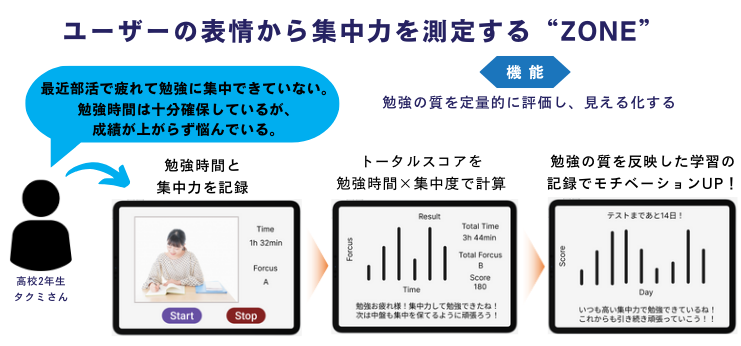 ユーザーの表情から集中力を測定する“ZONE”
最近部活で疲れて勉強に集中できていない。
勉強時間は十分確保しているが、
成績が上がらず悩んでいる。
機能
勉強の質を定量的に評価し、見える化する
高校2年生
タクミさん
勉強時間と
集中力を記録
Time
1h 32min
Forcus
A
Start
Stop
トータルスコアを
勉強時間×集中度で計算
Result
Forcus
Time
Total Time
3h 44min
Total Forcus
B
Score
180
勉強お疲れ様！集中力して勉強できたね！
次は中盤も集中を保てるように頑張ろう！
勉強の質を反映した学習の
記録でモチベーションUP！
テストまであと14日！
Score
Day
いつも高い集中力で勉強できているね！
これからも引き続き頑張っていこう！！